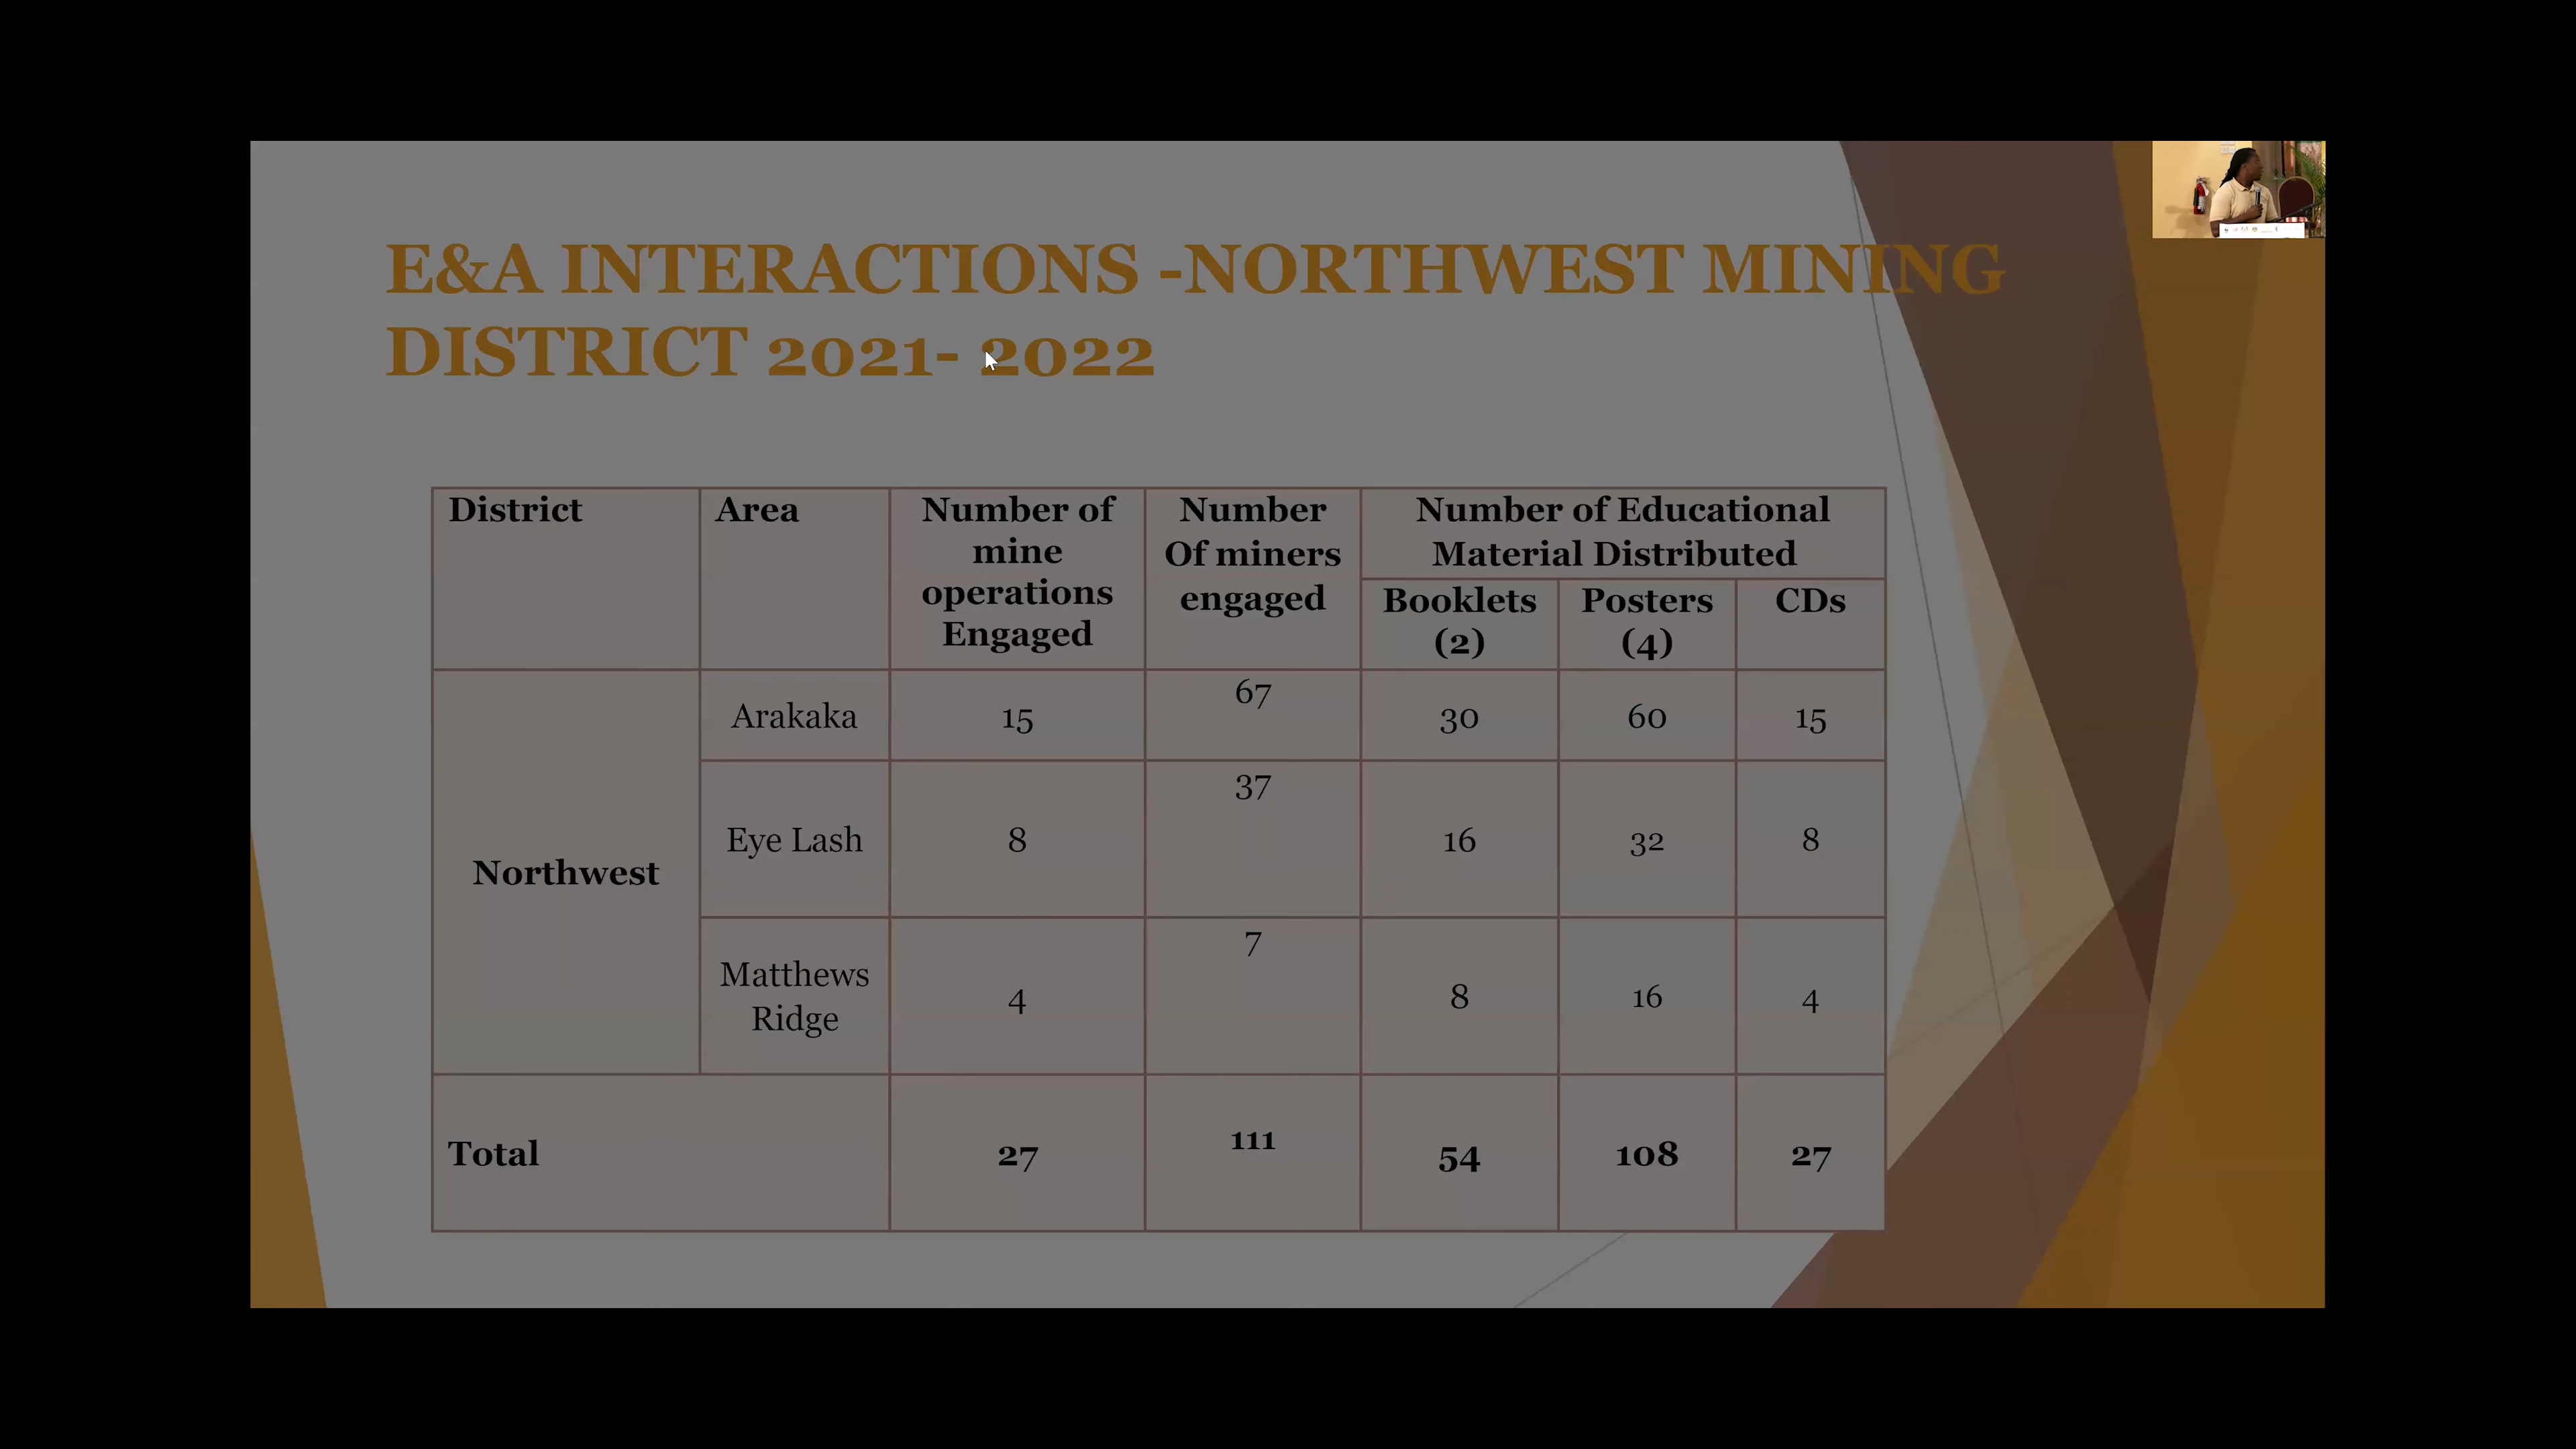 E&A INTERACTIONS -NORTHWEST MINING
DISTRICT 2021- 2022
District
Area
Number of
mine
operations
Engaged
Number
Of miners
engaged
Number of Educational
Material Distributed
Booklets
(2)
Posters
(4)
CDs
Northwest
Arakaka
15
67
30
60
15
Eye Lash
8
37
16
32
8
Matthews
Ridge
4
7
8
16
4
Total
27
111
54
108
27